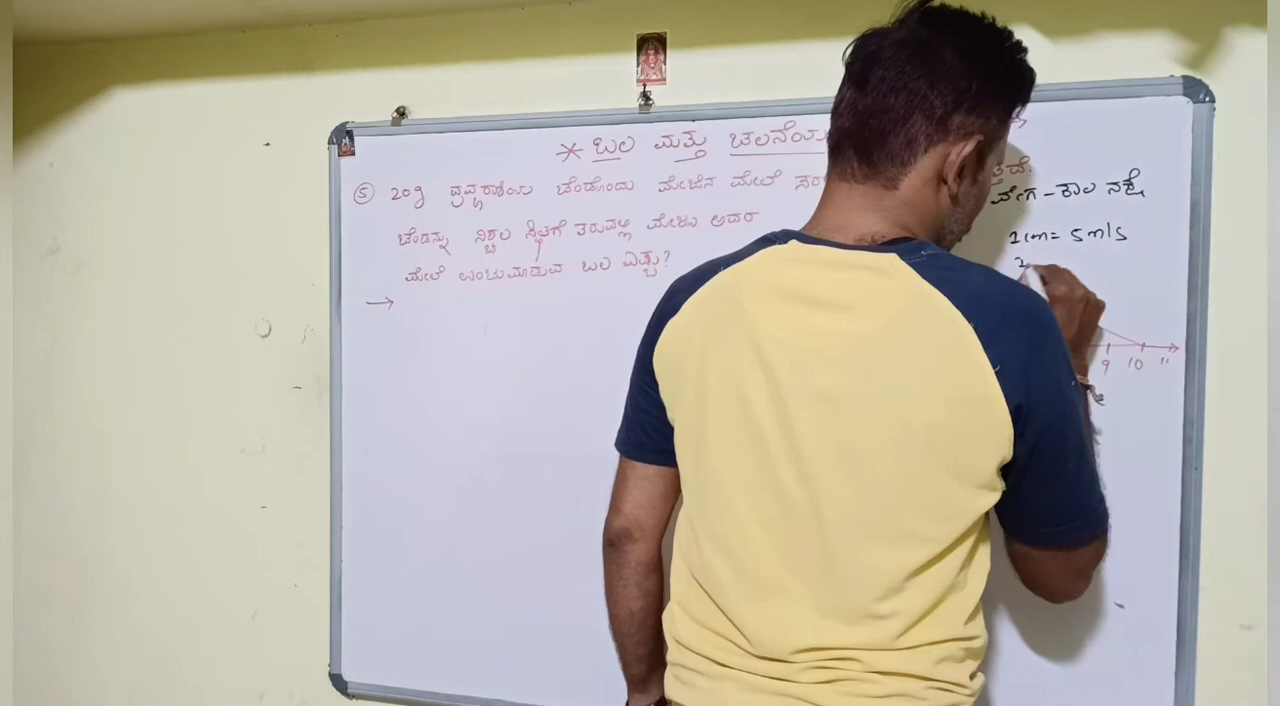 * ಬಲ ಮತ್ತು ಚಲನೆಯ
⑤ 20g ದ್ರವ್ಯರಾಶಿಯ ಚೆಂಡೊಂದು ಮೇಜಿನ ಮೇಲೆ ಸರ
ಚೆಂಡನ್ನು ನಿಶ್ಚಲ ಸ್ಥಿತಿಗೆ ತರುವಲ್ಲಿ ಮೇಜು ಅದರ
ಮೇಲೆ ಉಂಟುಮಾಡುವ ಬಲ ಎಷ್ಟು?
→
ವೇಗ - ಕಾಲ ನಕ್ಷೆ
1cm = 5m/s
9 10 11